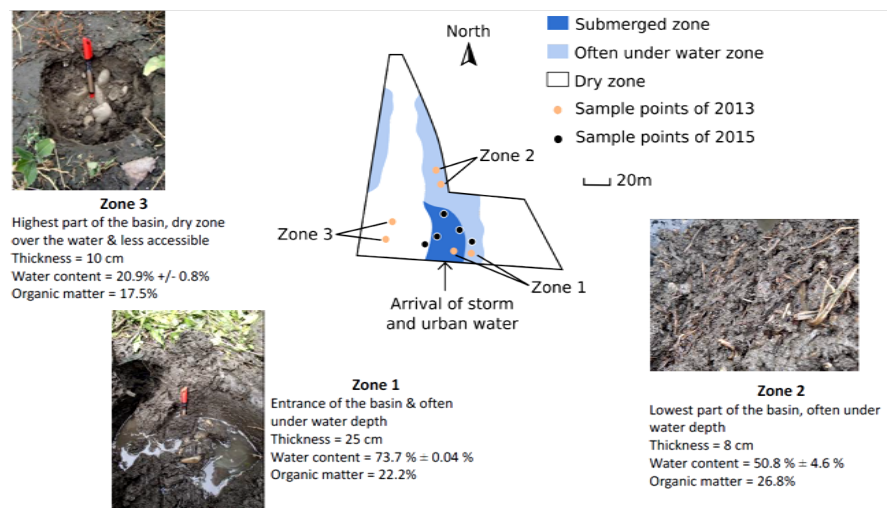 North
Submerged zone
Often under water zone
Dry zone
Sample points of 2013
Sample points of 2015
20m
Zone 2
Zone 3
Zone 1
Arrival of storm
and urban water
Zone 3
Highest part of the basin, dry zone
over the water & less accessible
Thickness = 10 cm
Water content = 20.9% +/- 0.8%
Organic matter = 17.5%
Zone 1
Entrance of the basin & often
under water depth
Thickness = 25 cm
Water content = 73.7 % ± 0.04 %
Organic matter = 22.2%
Zone 2
Lowest part of the basin, often under
water depth
Thickness = 8 cm
Water content = 50.8 % ± 4.6 %
Organic matter = 26.8%